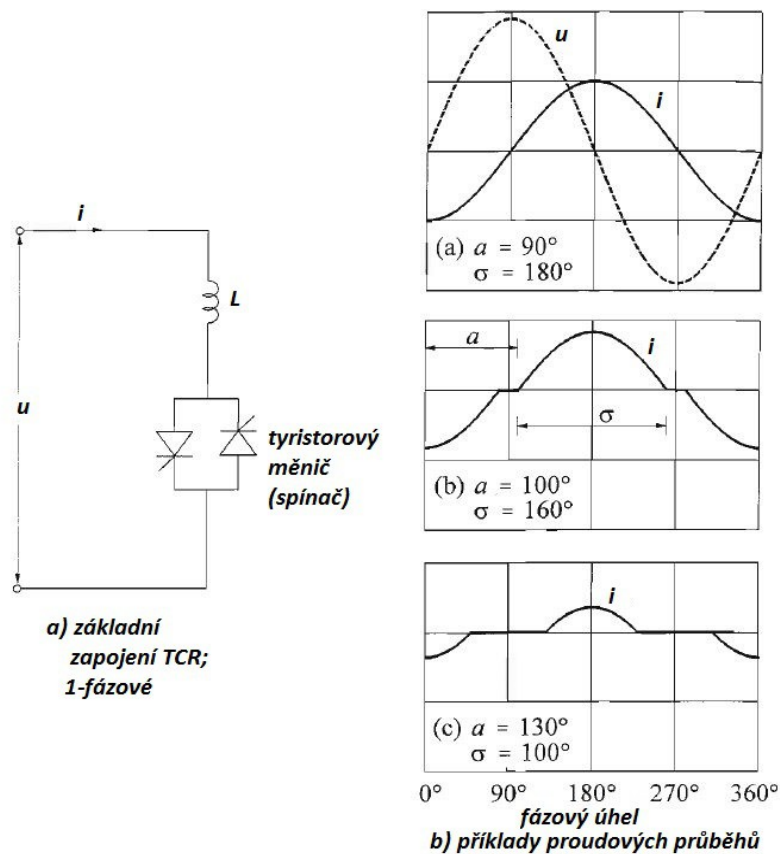 i
L
u
tyristorový
měnič
(spínač)
a) základní
zapojení TCR;
1-fázové
u
i
(a) a = 90°
σ = 180°
a
i
σ
(b) a = 100°
σ = 160°
i
(c) a = 130°
σ = 100°
0° 90° 180° 270° 360°
fázový úhel
b) příklady proudových průběhů